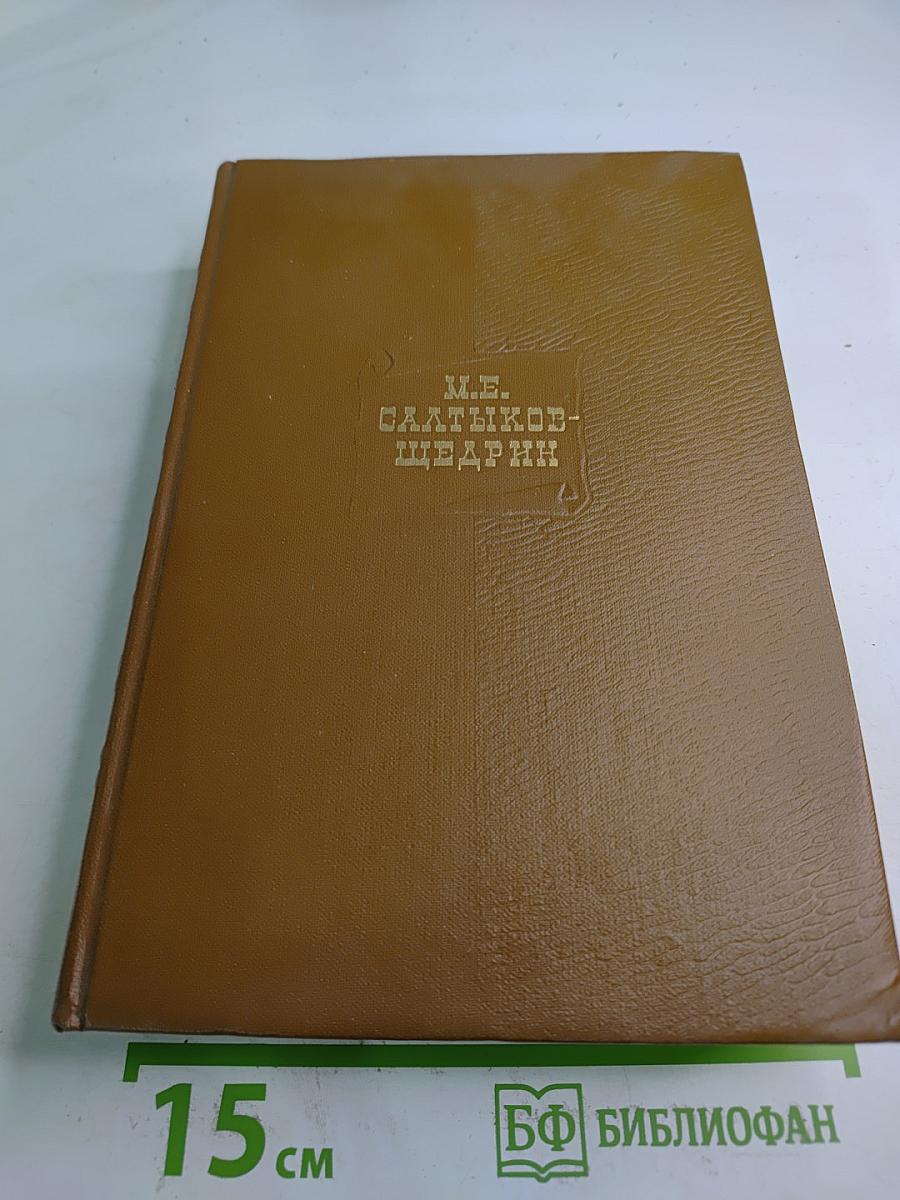 М.Е.
САЛТЫКОВ-
ЩЕДРИН
15 см
БФ БИБЛИОФАН